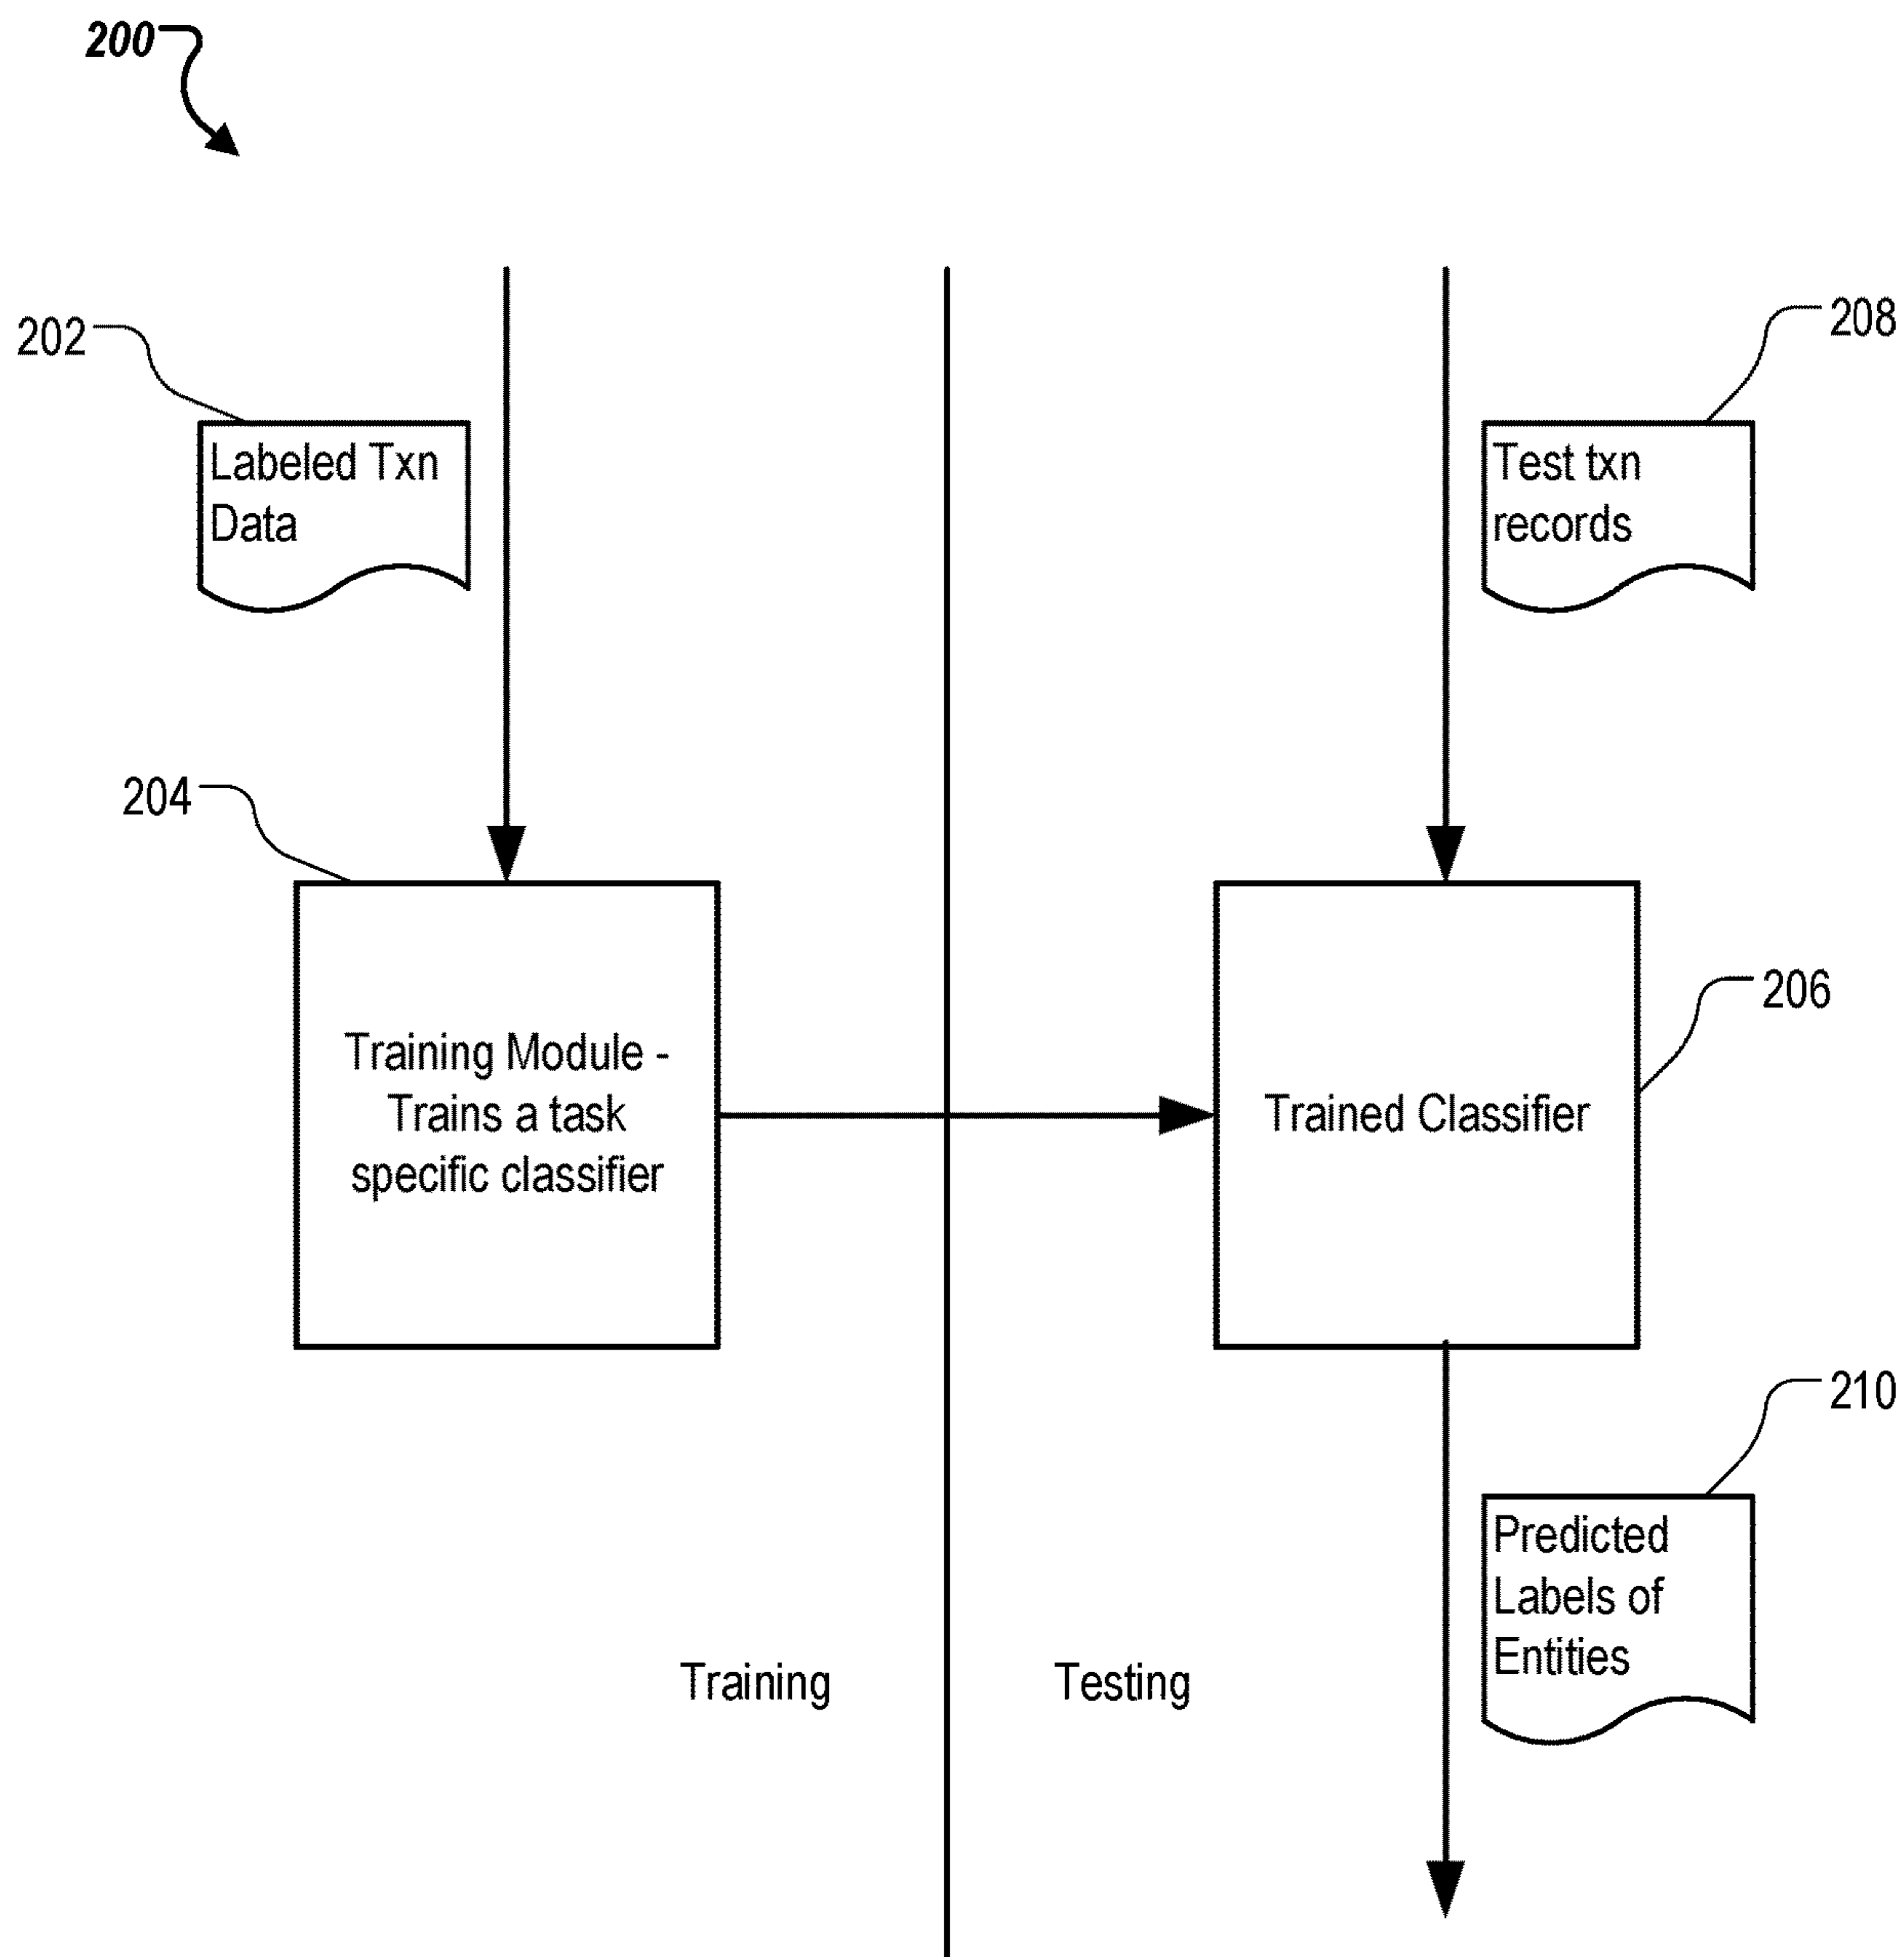 200
202
Labeled Txn
Data
208
Test txn
records
204
Training Module -
Trains a task
specific classifier
206
Trained Classifier
210
Predicted
Labels of
Entities
Training
Testing